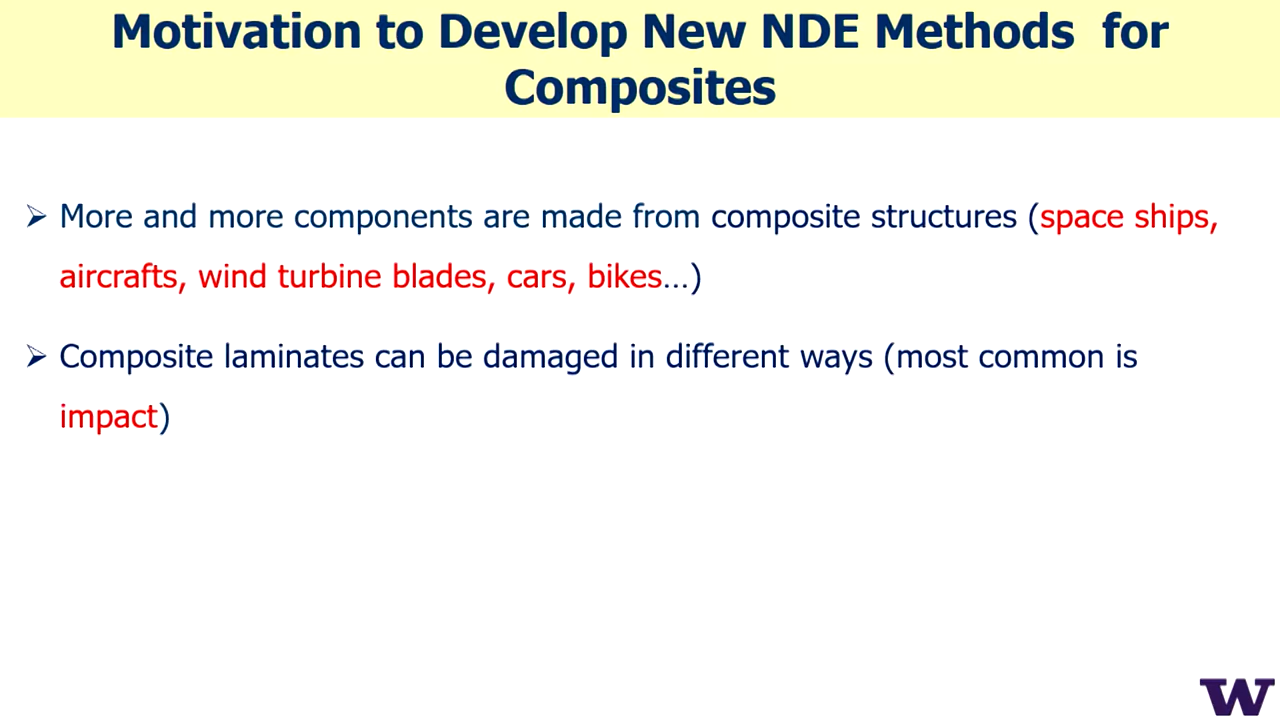 Motivation to Develop New NDE Methods for
Composites
➢ More and more components are made from composite structures (space ships,
aircrafts, wind turbine blades, cars, bikes…)
➢ Composite laminates can be damaged in different ways (most common is
impact)
W